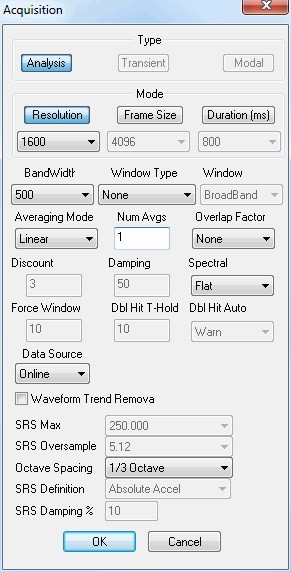 Acquisition
Type
Analysis Transient Modal
Mode
Resolution Frame Size Duration (ms)
1600 4096 800
BandWidth Window Type Window
500 None BroadBand
Averaging Mode Num Avgs Overlap Factor
Linear 1 None
Discount Damping Spectral
3 50 Flat
Force Window Dbl Hit T-Hold Dbl Hit Auto
10 10 Warn
Data Source
Online
Waveform Trend Remova
SRS Max 250.000
SRS Oversample 5.12
Octave Spacing 1/3 Octave
SRS Definition Absolute Accel
SRS Damping % 10
OK Cancel